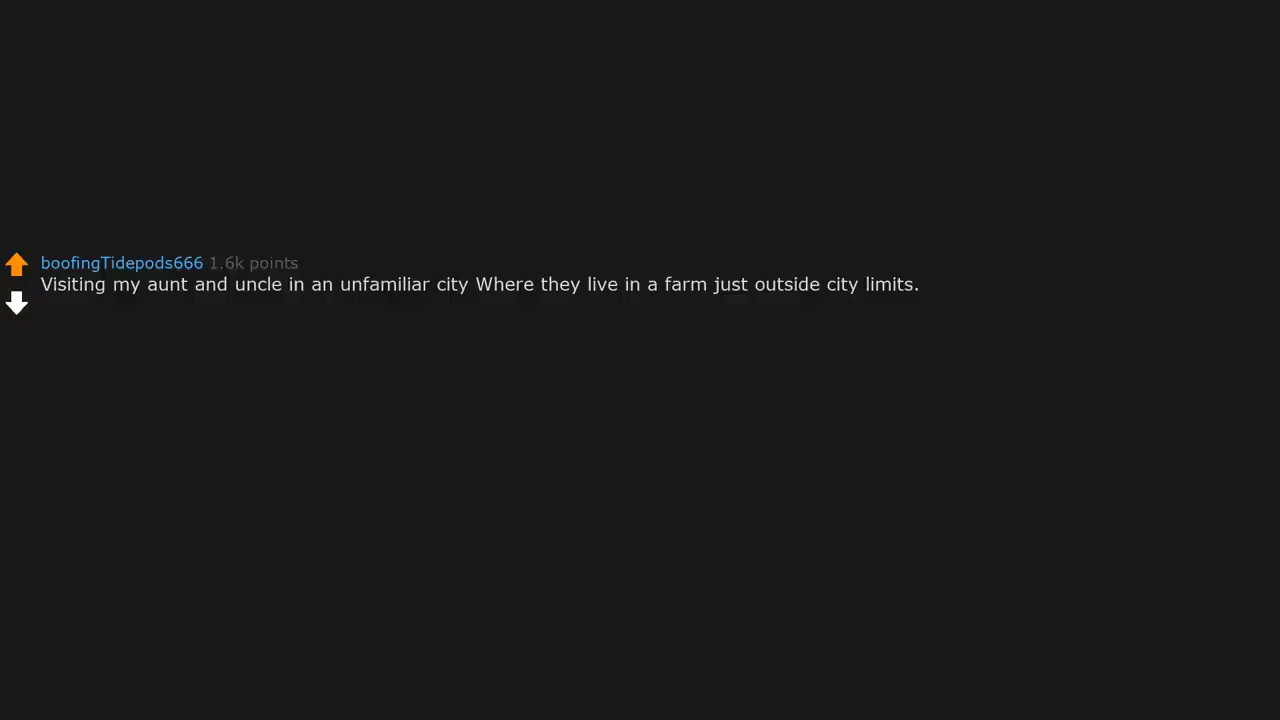 boofingTidepods666 1.6k points
Visiting my aunt and uncle in an unfamiliar city Where they live in a farm just outside city limits.